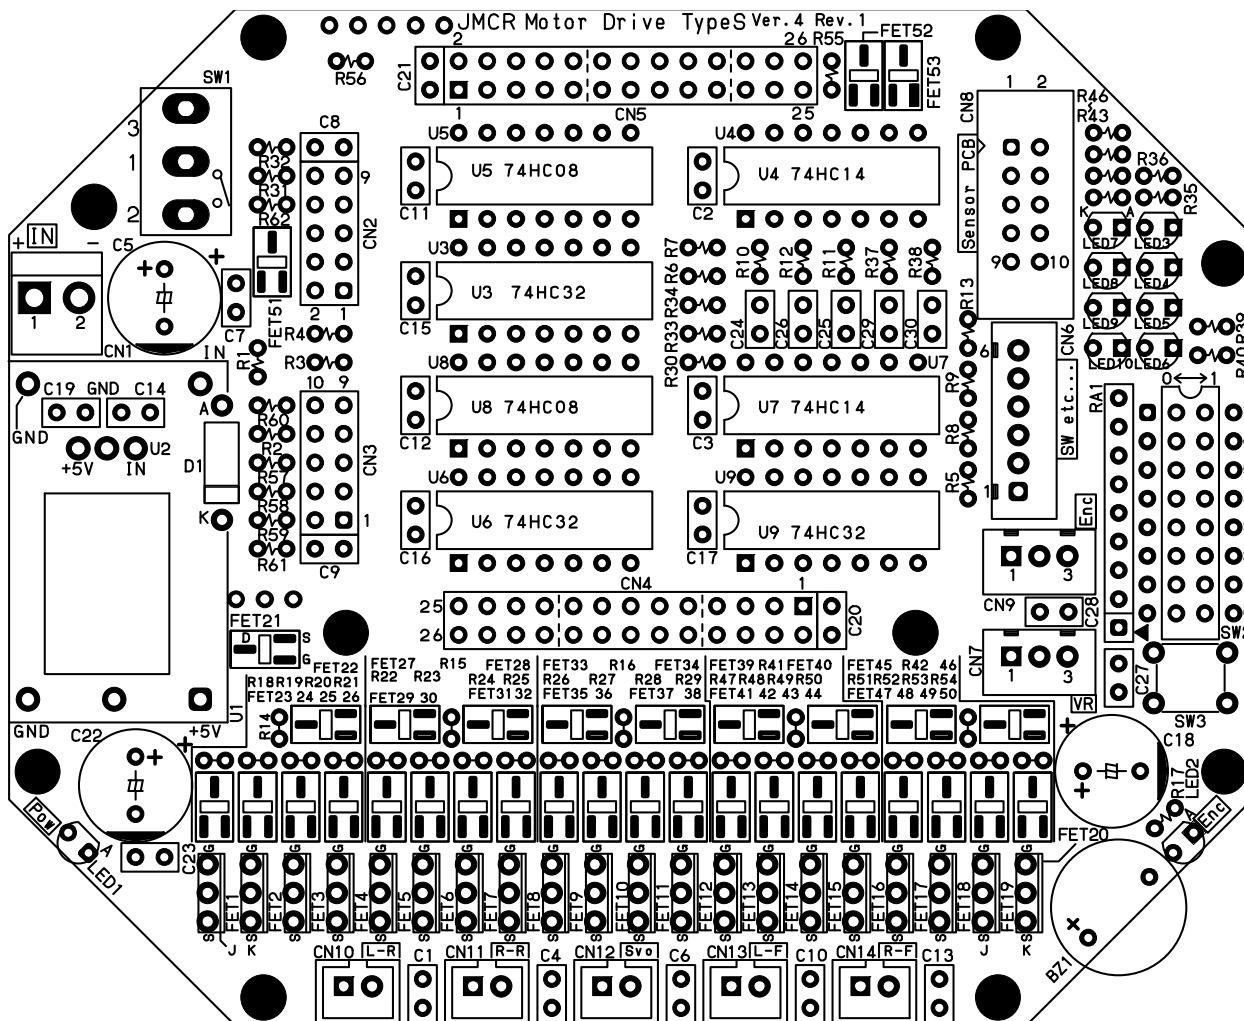 JMCR Motor Drive TypeS Ver.4 Rev.1
2 26 R55 FET52
SW1 R56 C21 FET53
1 CN5 25
CN8 1 2 R46
R43
3 C8 U5 U4
1 R32 9 U5 74HC08 U4 74HC14 Sensor PCB R36
R31
2 R62 CN2 C11 C2 K A R35
+ IN - C5 + U3 R7 R10 R12 R11 R37 R38 LED7 LED3
+ R6 9 10
U3 74HC32 R34 LED8 LED4
1 2 C7 FET51 2 1 C15 R33 C24 C26 C25 C29 C30 R13 LED9 LED5 R39
CN1 IN R4 CN6
R1 R3 U8 R30 U7 6 LED10 LED6 R40
10 9 R9 0 1
C19 GND C14 A RA1
GND R60 U8 74HC08 U7 74HC14 SW etc...
+5V IN U2 R2 C12 C3 R8
D1 R57 CN3 U6 U9
R58 R5 1
K R59 1 U6 74HC32 U9 74HC32 Enc
R61 C16 C17
C9 CN4 1 1 3
25 CN9 C28
FET21 26 C20
D S SW2
G CN7 1 3
FET22 FET27 R15 FET28 FET33 R16 FET34 FET39 R41 FET40 FET45 R42 46
R22 R23 C27
R18 R19 R20 R21 R24 R25 R26 R27 R28 R29 R47 R48 R49 R50 R51 R52 R53 R54
FET23 24 25 26 FET29 30 FET31 32 FET35 36 FET37 38 FET41 42 43 44 FET47 48 49 50 VR
GND U1 +5V R14 SW3
C22 + + C18
+ LED2
+ R17
Pow A Enc
FET20
C23 G G G G G G G G G G G G G G G G
LED1 A
FET1 FET2 FET3 FET4 FET5 FET6 FET7 FET8 FET9 FET10 FET11 FET12 FET13 FET14 FET15 FET16 FET17 FET18 FET19
+
S S S S S S S S S S S S S S S
J K J K
CN10 L-R C1 CN11 R-R C4 CN12 Svo C6 CN13 L-F C10 CN14 R-F C13 BZ1